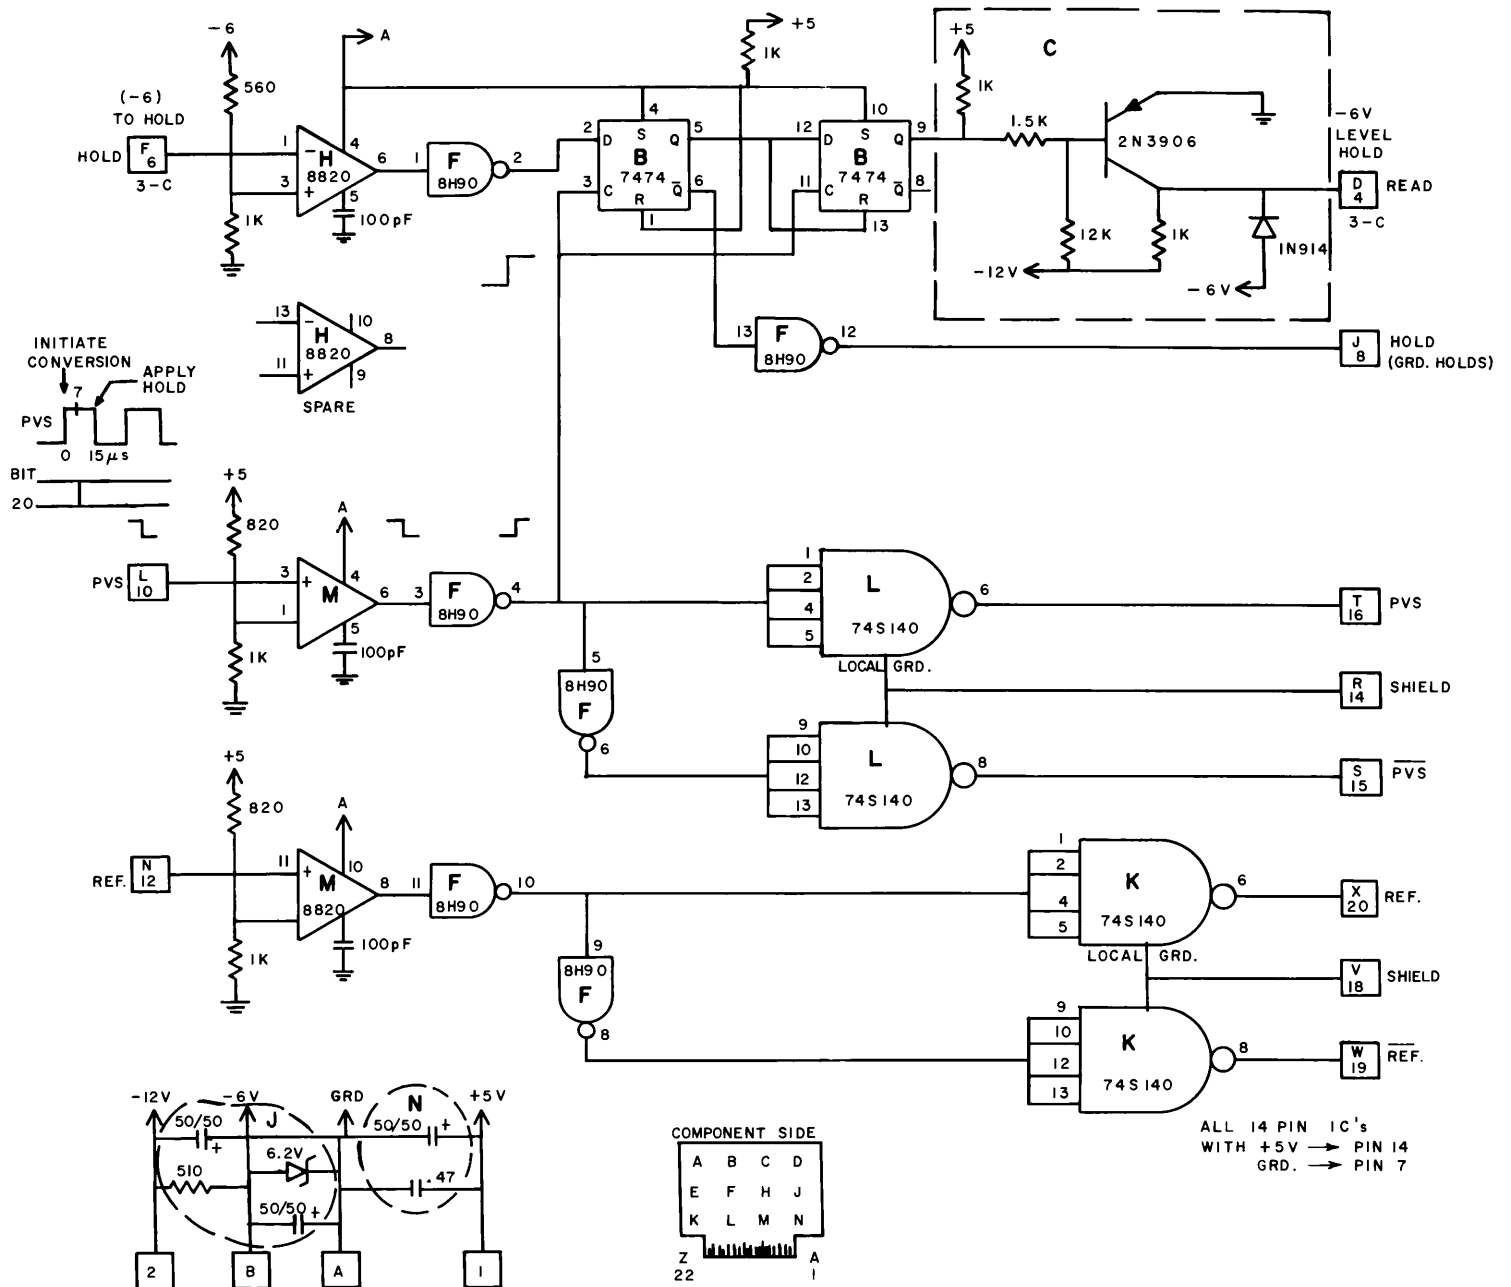 -6
A
+5
1K
+5
C
560
1K
(-6)
TO HOLD
HOLD
F
6
3-C
1
-
H
8820
4
6
3
+
5
100pF
1K
1
F
8H90
2
2
4
S
D
Q
5
B
7474
3
C
Q̅
6
R
1
12
10
S
D
Q
9
B
7474
11
C
Q̅
8
R
13
1.5K
2N3906
12K
1K
-12V
-6V
1N914
-6V
LEVEL
HOLD
D
4
READ
3-C
13
F
8H90
12
J
8
HOLD
(GRD. HOLDS)
13
-
H
8820
10
8
11
+
9
SPARE
INITIATE
CONVERSION
APPLY
HOLD
7
PVS
0 15μs
BIT
20
+5
820
A
PVS
L
10
3
+
M
4
6
1
5
100pF
1K
3
F
8H90
4
5
8H90
F
6
1
2
4
5
L
74S140
6
T
16
PVS
LOCAL GRD.
R
14
SHIELD
9
10
12
13
L
74S140
8
S
15
P̅V̅S̅
+5
820
A
REF.
N
12
11
+
M
8820
10
8
100pF
1K
11
F
8H90
10
9
8H90
F
8
1
2
4
5
K
74S140
6
X
20
REF.
LOCAL GRD.
V
18
SHIELD
9
10
12
13
K
74S140
8
W
19
R̅E̅F̅.
-12V
-6V
GRD
+5V
J
N
50/50
+
50/50
+
6.2V
510
.47
50/50
+
2
B
A
1
COMPONENT SIDE
A B C D
E F H J
K L M N
Z
22
A
1
ALL 14 PIN IC's
WITH +5V → PIN 14
GRD. → PIN 7